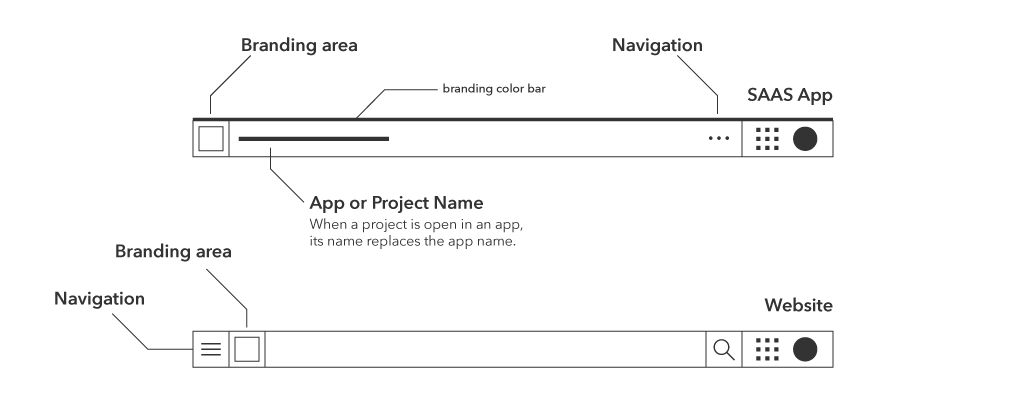 Branding area
Navigation
branding color bar
SAAS App
App or Project Name
When a project is open in an app,
its name replaces the app name.
Branding area
Navigation
Website